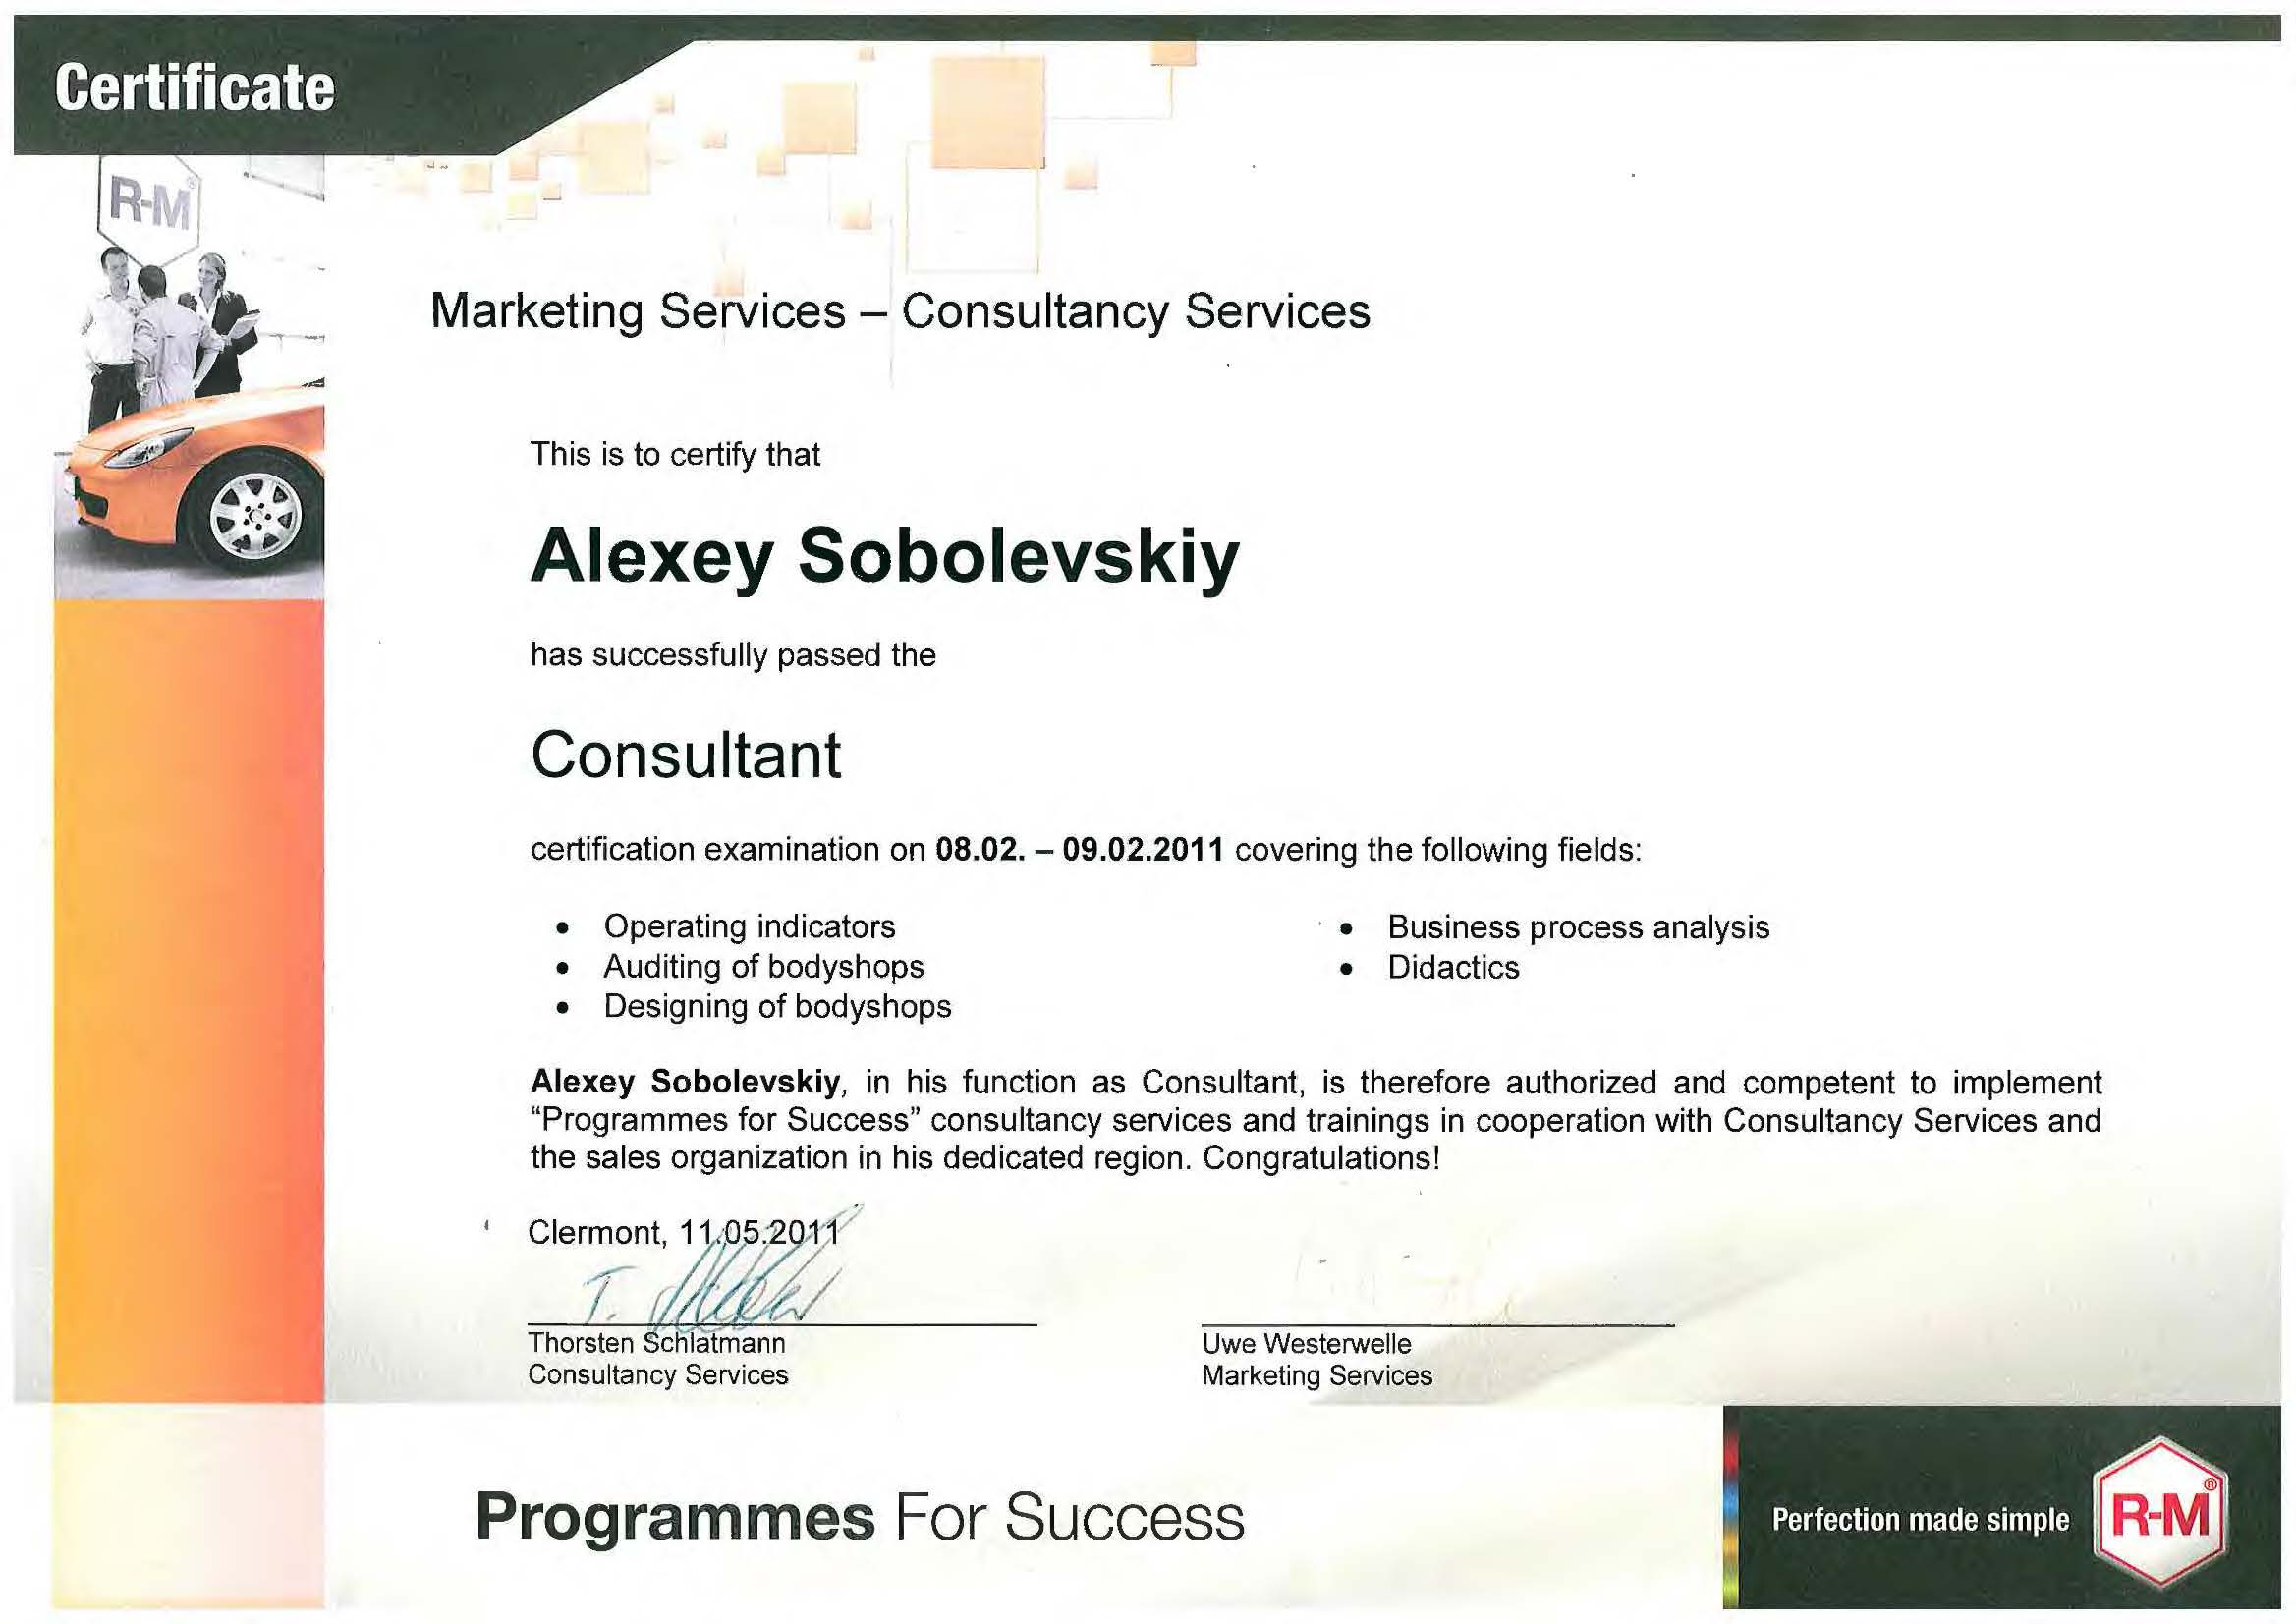 Certificate
R-M®
Marketing Services – Consultancy Services
This is to certify that
Alexey Sobolevskiy
has successfully passed the
Consultant
certification examination on 08.02. – 09.02.2011 covering the following fields:
• Operating indicators
• Auditing of bodyshops
• Designing of bodyshops
• Business process analysis
• Didactics
Alexey Sobolevskiy, in his function as Consultant, is therefore authorized and competent to implement
“Programmes for Success” consultancy services and trainings in cooperation with Consultancy Services and
the sales organization in his dedicated region. Congratulations!
Clermont, 11.05.2011
Thorsten Schlatmann
Consultancy Services
Uwe Westerwelle
Marketing Services
Programmes For Success
Perfection made simple
R-M®